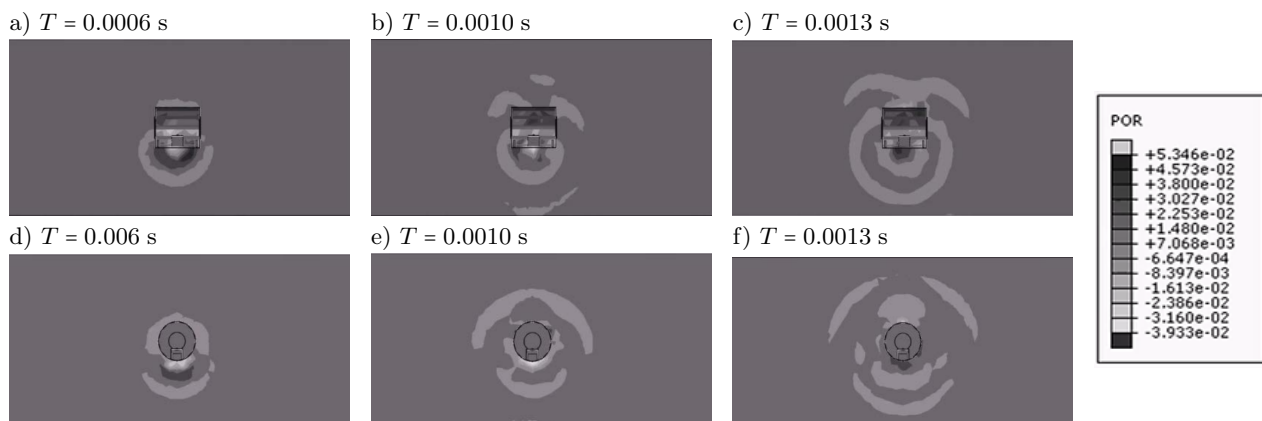 a) T = 0.0006 s
b) T = 0.0010 s
c) T = 0.0013 s
d) T = 0.006 s
e) T = 0.0010 s
f) T = 0.0013 s
POR
+5.346e-02
+4.573e-02
+3.800e-02
+3.027e-02
+2.253e-02
+1.480e-02
+7.068e-03
-6.647e-04
-8.397e-03
-1.613e-02
-2.386e-02
-3.160e-02
-3.933e-02